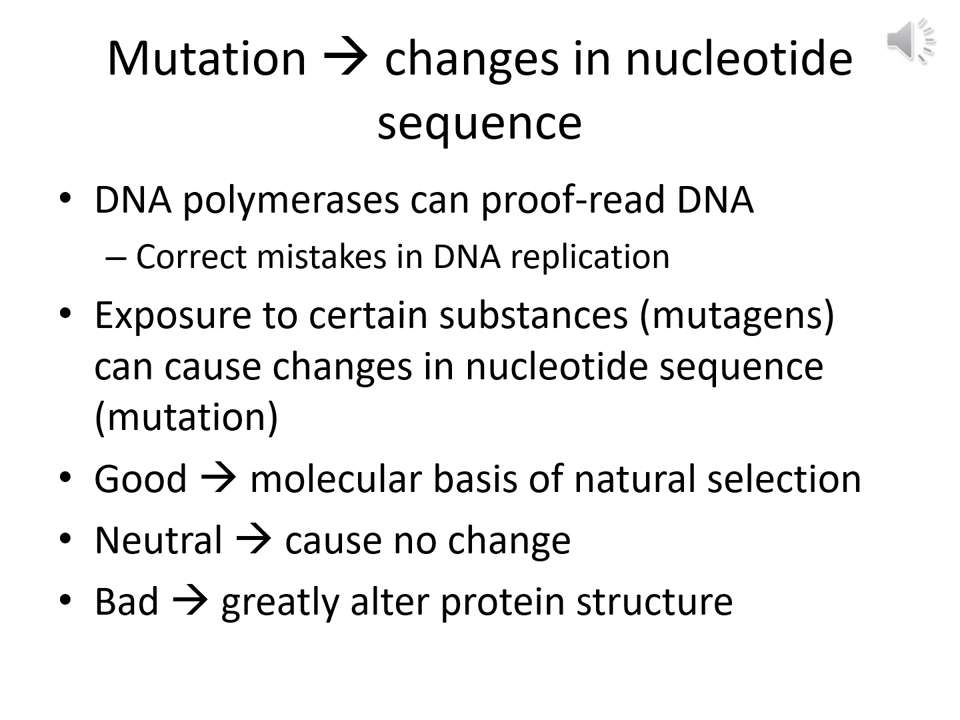 Mutation → changes in nucleotide
sequence
• DNA polymerases can proof-read DNA
– Correct mistakes in DNA replication
• Exposure to certain substances (mutagens)
can cause changes in nucleotide sequence
(mutation)
• Good → molecular basis of natural selection
• Neutral → cause no change
• Bad → greatly alter protein structure